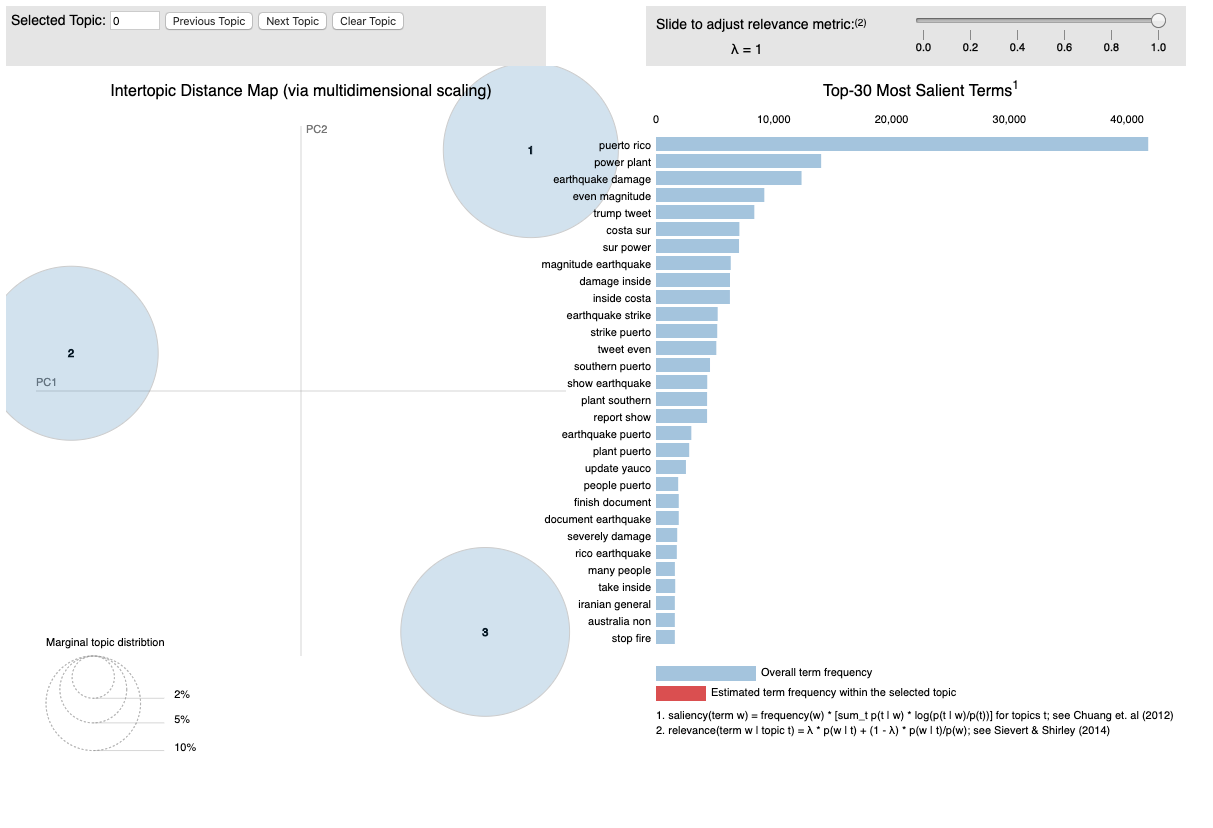 Selected Topic: 0 Previous Topic Next Topic Clear Topic
Slide to adjust relevance metric:(2)
λ = 1
0.0 0.2 0.4 0.6 0.8 1.0
Intertopic Distance Map (via multidimensional scaling)
PC2
PC1
1
2
3
Marginal topic distribtion
2%
5%
10%
Top-30 Most Salient Terms1
0 10,000 20,000 30,000 40,000
puerto rico
power plant
earthquake damage
even magnitude
trump tweet
costa sur
sur power
magnitude earthquake
damage inside
inside costa
earthquake strike
strike puerto
tweet even
southern puerto
show earthquake
plant southern
report show
earthquake puerto
plant puerto
update yauco
people puerto
finish document
document earthquake
severely damage
rico earthquake
many people
take inside
iranian general
australia non
stop fire
Overall term frequency
Estimated term frequency within the selected topic
1. saliency(term w) = frequency(w) * [sum_t p(t | w) * log(p(t | w)/p(t))] for topics t; see Chuang et. al (2012)
2. relevance(term w | topic t) = λ * p(w | t) + (1 - λ) * p(w | t)/p(w); see Sievert & Shirley (2014)